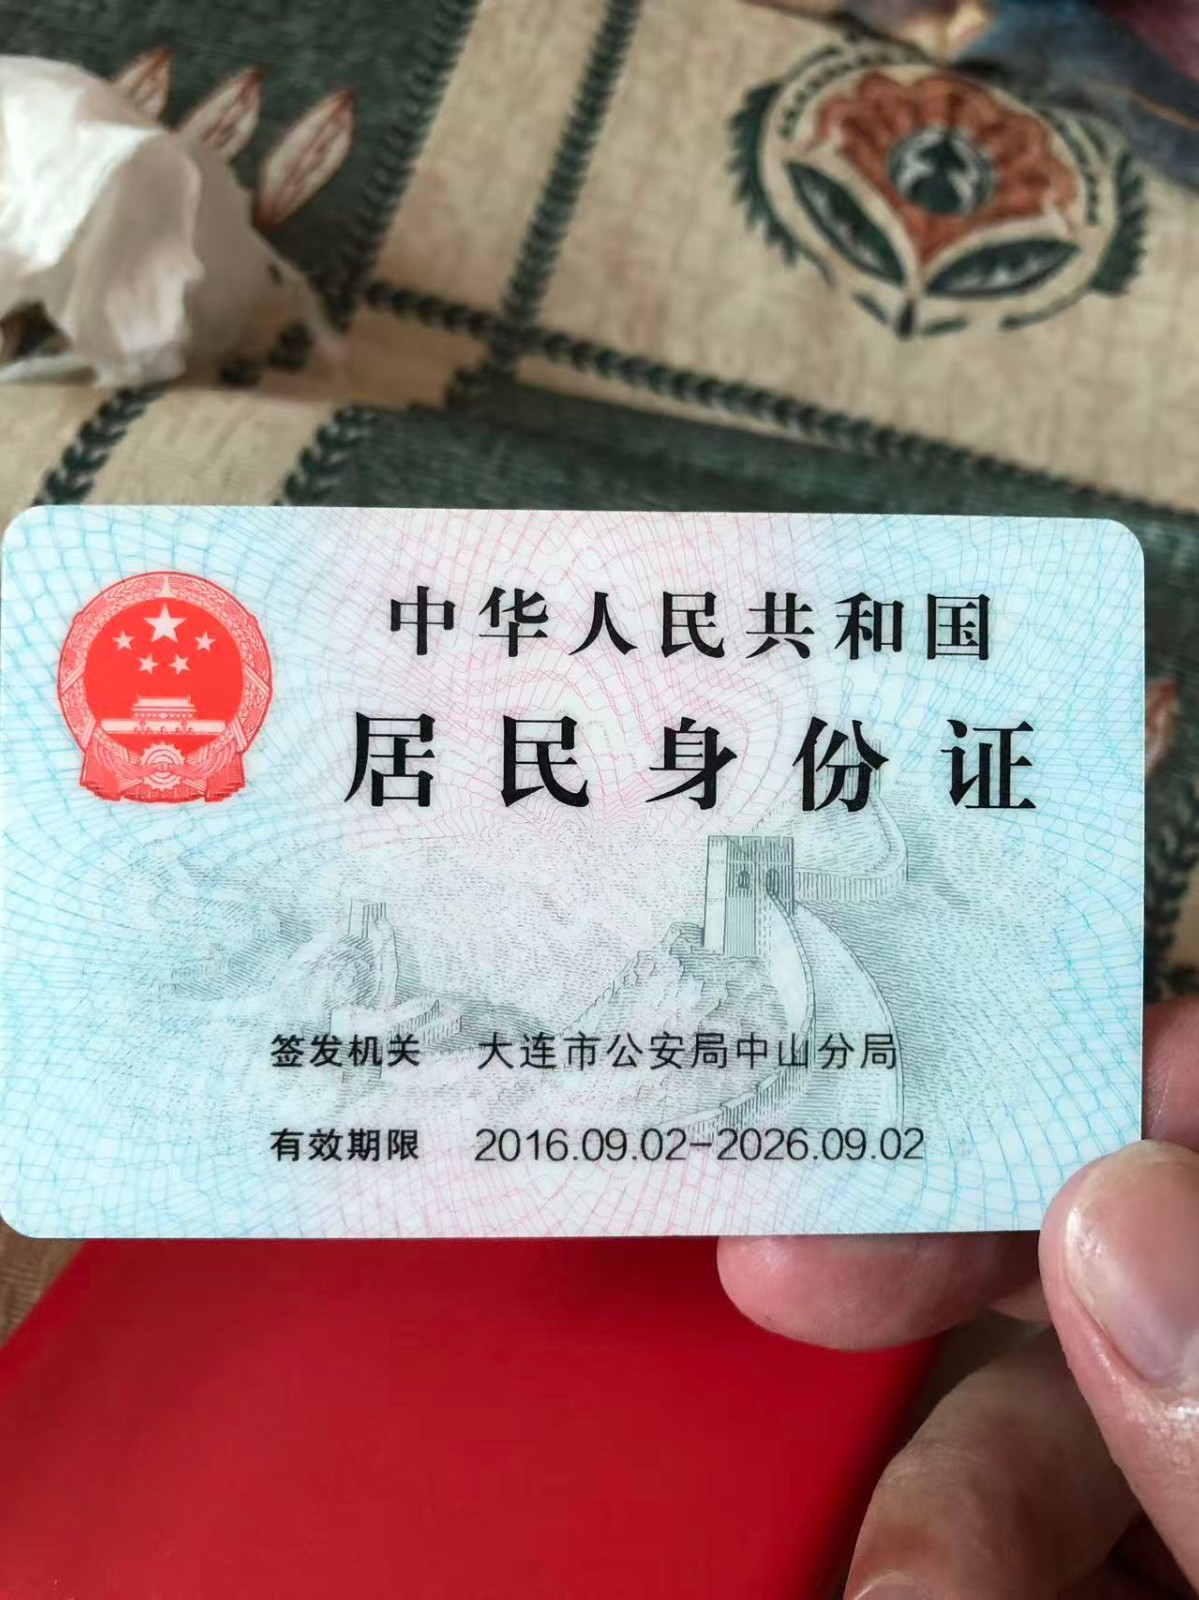 中华人民共和国
居民身份证
签发机关 大连市公安局中山分局
有效期限 2016.09.02-2026.09.02